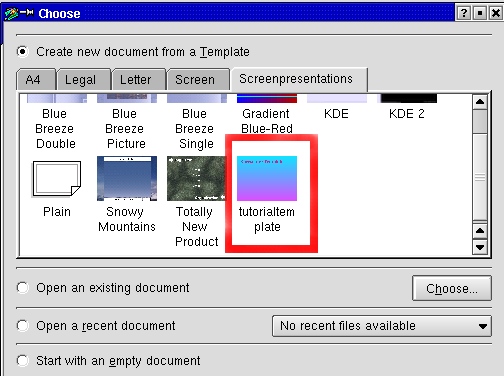 Choose
Create new document from a Template
A4 Legal Letter Screen Screenpresentations
Blue Breeze Double
Blue Breeze Picture
Blue Breeze Single
Gradient Blue-Red
KDE
KDE 2
Plain
Snowy Mountains
Totally New Product
tutorialtem plate
Open an existing document
Choose...
Open a recent document
No recent files available
Start with an empty document